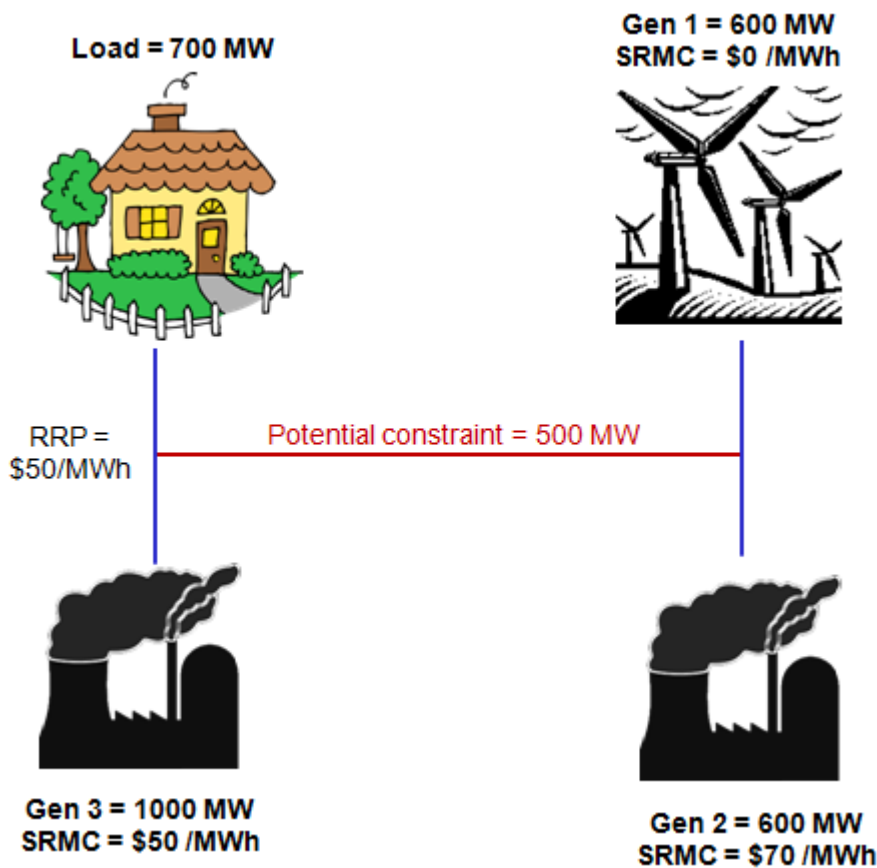 Load = 700 MW
Gen 1 = 600 MW
SRMC = $0 /MWh
RRP =
$50/MWh
Potential constraint = 500 MW
Gen 3 = 1000 MW
SRMC = $50 /MWh
Gen 2 = 600 MW
SRMC = $70 /MWh